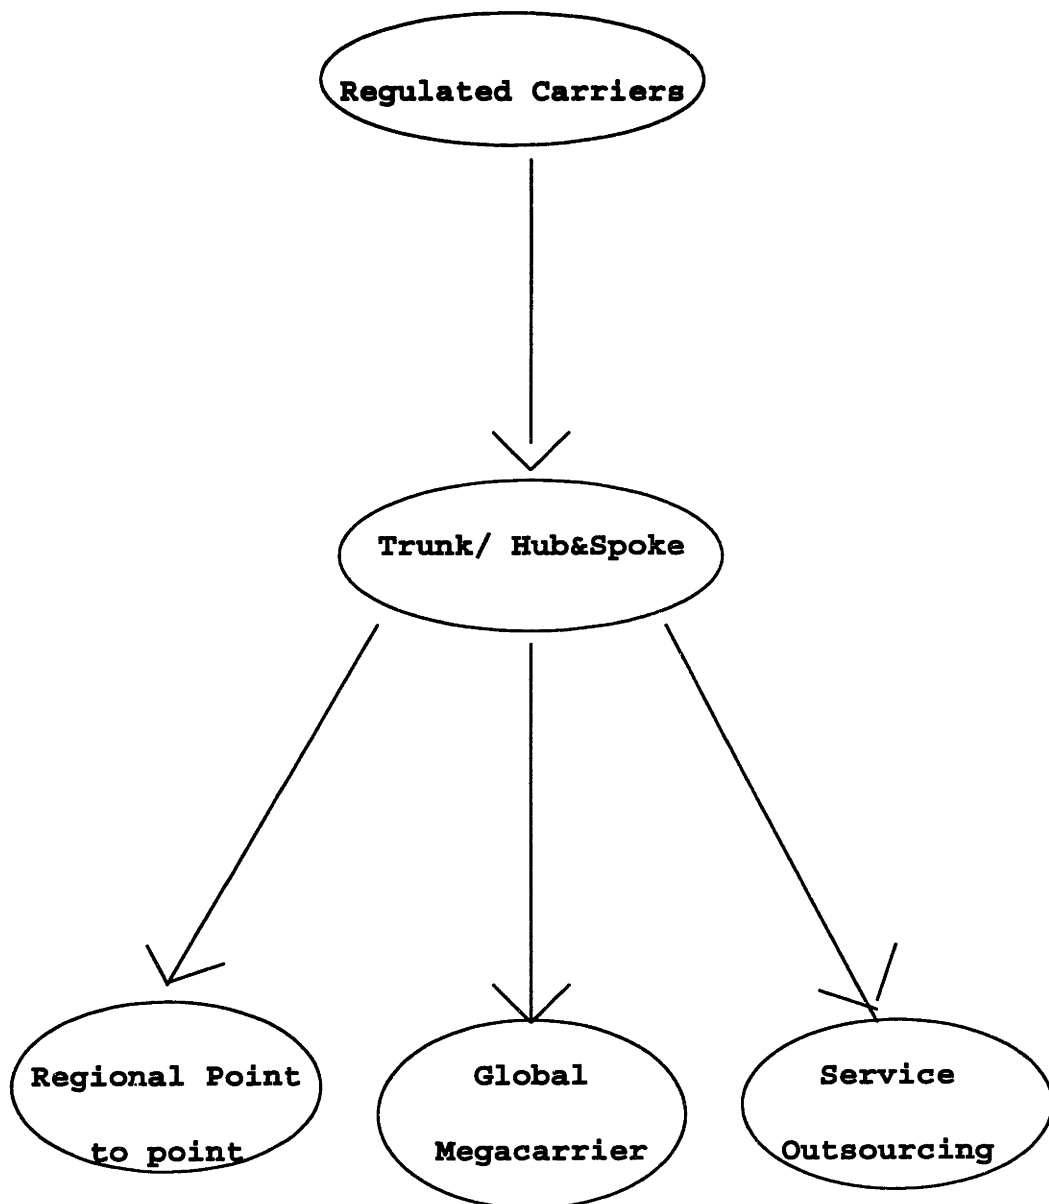 Regulated Carriers
Trunk/ Hub&Spoke
Regional Point
to point
Global
Megacarrier
Service
Outsourcing